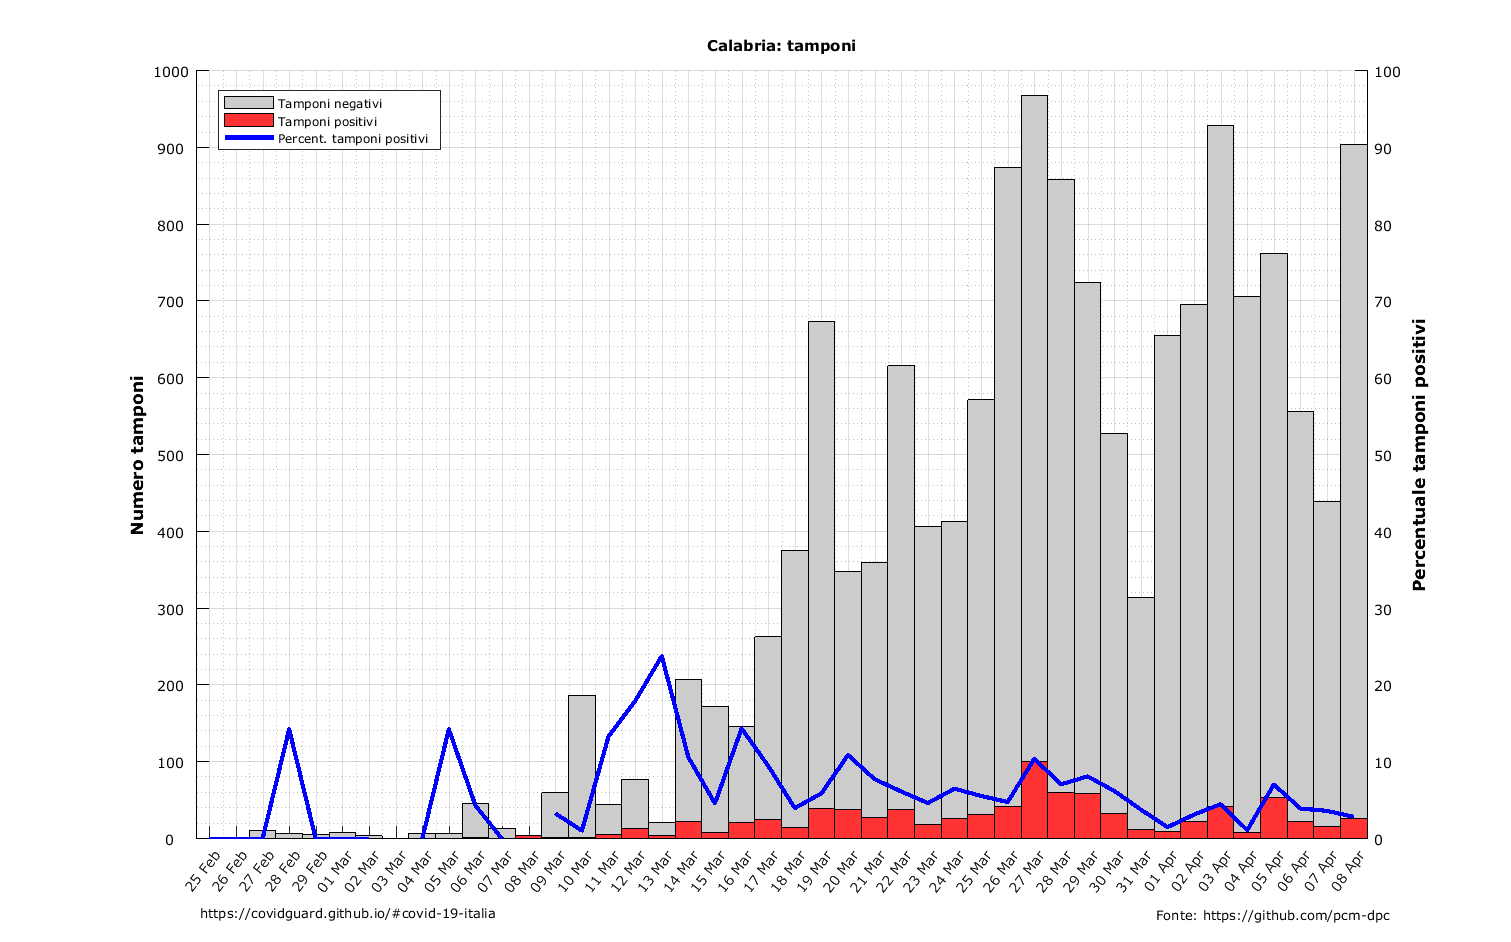 Calabria: tamponi
Tamponi negativi
Tamponi positivi
Percent. tamponi positivi
Numero tamponi
1000
900
800
700
600
500
400
300
200
100
0
100
90
80
70
60
50
40
30
20
10
0
Percentuale tamponi positivi
25 Feb
26 Feb
27 Feb
28 Feb
29 Feb
01 Mar
02 Mar
03 Mar
04 Mar
05 Mar
06 Mar
07 Mar
08 Mar
09 Mar
10 Mar
11 Mar
12 Mar
13 Mar
14 Mar
15 Mar
16 Mar
17 Mar
18 Mar
19 Mar
20 Mar
21 Mar
22 Mar
23 Mar
24 Mar
25 Mar
26 Mar
27 Mar
28 Mar
29 Mar
30 Mar
31 Mar
01 Apr
02 Apr
03 Apr
04 Apr
05 Apr
06 Apr
07 Apr
08 Apr
https://covidguard.github.io/#covid-19-italia
Fonte: https://github.com/pcm-dpc